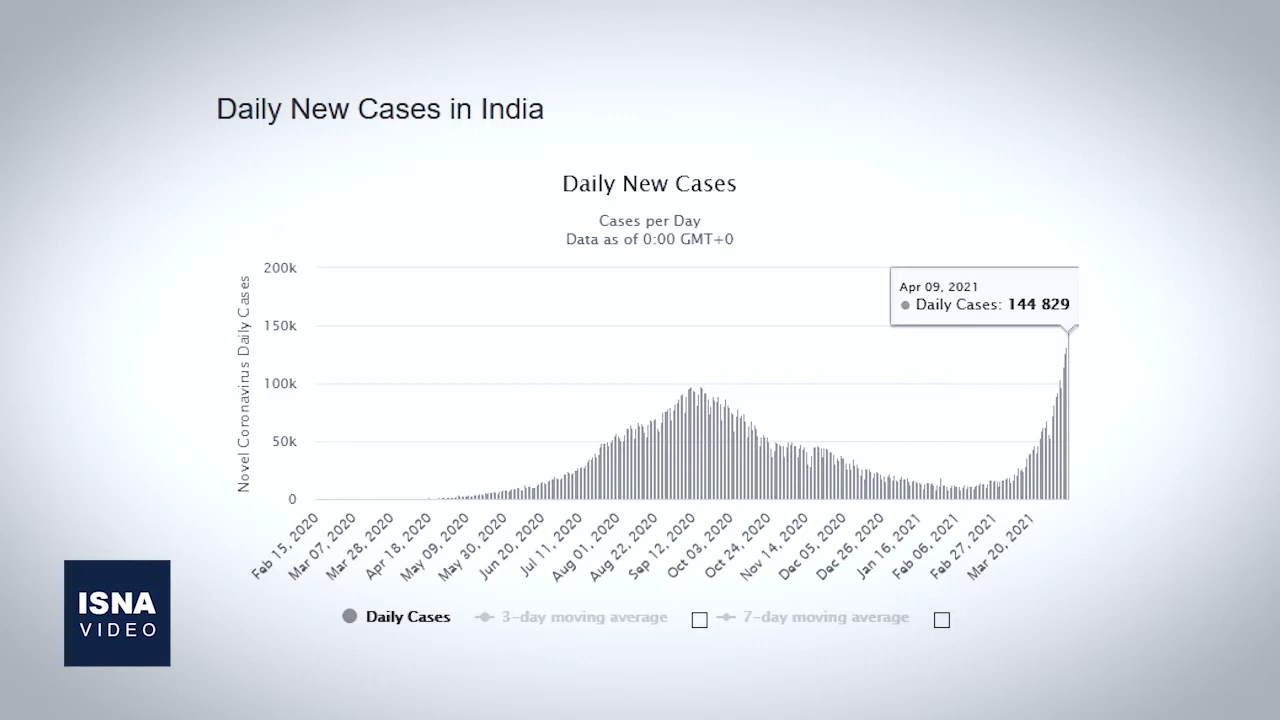 Daily New Cases in India
Daily New Cases
Cases per Day
Data as of 0:00 GMT+0
Novel Coronavirus Daily Cases
200k
150k
100k
50k
0
Apr 09, 2021
Daily Cases: 144 829
Feb 15, 2020
Mar 07, 2020
Mar 28, 2020
Apr 18, 2020
May 09, 2020
May 30, 2020
Jun 20, 2020
Jul 11, 2020
Aug 01, 2020
Aug 22, 2020
Sep 12, 2020
Oct 03, 2020
Oct 24, 2020
Nov 14, 2020
Dec 05, 2020
Dec 26, 2020
Jan 16, 2021
Feb 06, 2021
Feb 27, 2021
Mar 20, 2021
Daily Cases 3-day moving average 7-day moving average
ISNA
VIDEO